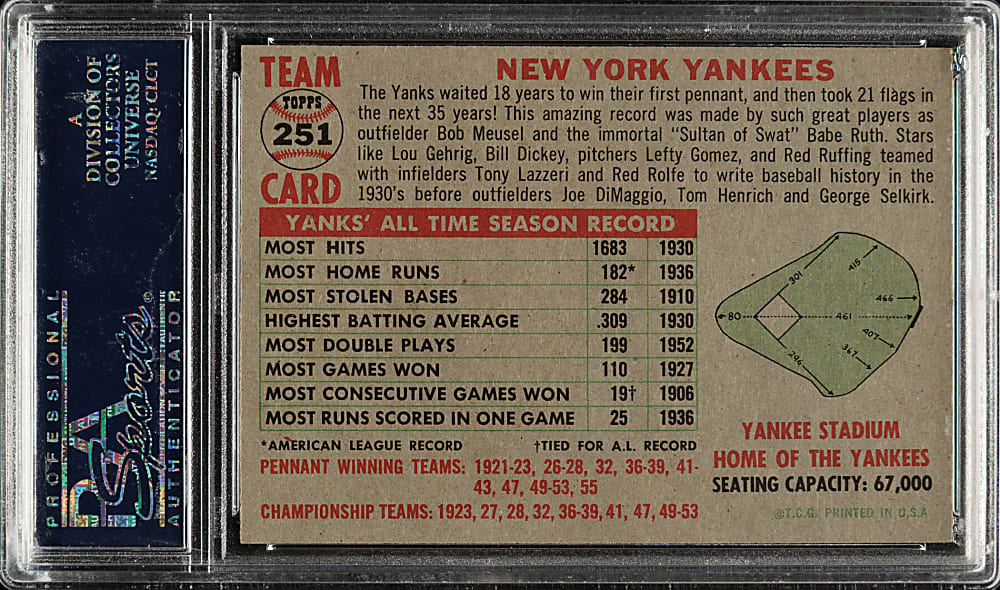 A
DIVISION OF
COLLECTORS
UNIVERSE
NASDAQ: CLCT
PROFESSIONAL
PSA
Sports
AUTHENTICATOR
®
TEAM
TOPPS
251
CARD
NEW YORK YANKEES
The Yanks waited 18 years to win their first pennant, and then took 21 flags in
the next 35 years! This amazing record was made by such great players as
outfielder Bob Meusel and the immortal "Sultan of Swat" Babe Ruth. Stars
like Lou Gehrig, Bill Dickey, pitchers Lefty Gomez, and Red Ruffing teamed
with infielders Tony Lazzeri and Red Rolfe to write baseball history in the
1930's before outfielders Joe DiMaggio, Tom Henrich and George Selkirk.
YANKS' ALL TIME SEASON RECORD
MOST HITS 1683 1930
MOST HOME RUNS 182* 1936
MOST STOLEN BASES 284 1910
HIGHEST BATTING AVERAGE .309 1930
MOST DOUBLE PLAYS 199 1952
MOST GAMES WON 110 1927
MOST CONSECUTIVE GAMES WON 19† 1906
MOST RUNS SCORED IN ONE GAME 25 1936
*AMERICAN LEAGUE RECORD †TIED FOR A.L. RECORD
PENNANT WINNING TEAMS: 1921-23, 26-28, 32, 36-39, 41-
43, 47, 49-53, 55
CHAMPIONSHIP TEAMS: 1923, 27, 28, 32, 36-39, 41, 47, 49-53
301
415
466
80
461
407
367
296
YANKEE STADIUM
HOME OF THE YANKEES
SEATING CAPACITY: 67,000
©T.C.G. PRINTED IN U.S.A